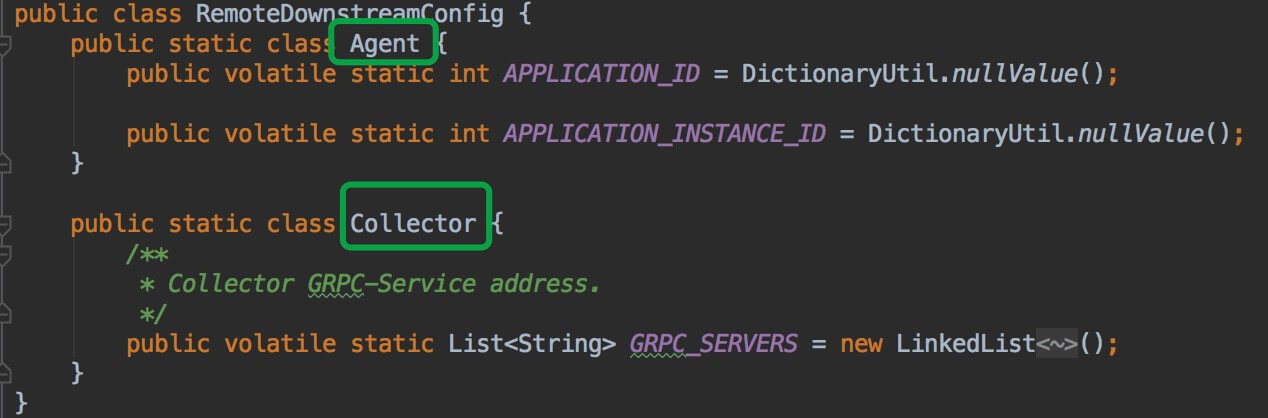 public class RemoteDownstreamConfig {
public static class Agent {
public volatile static int APPLICATION_ID = DictionaryUtil.nullValue();
public volatile static int APPLICATION_INSTANCE_ID = DictionaryUtil.nullValue();
}
public static class Collector {
/**
* Collector GRPC-Service address.
*/
public volatile static List<String> GRPC_SERVERS = new LinkedList<~>();
}
}